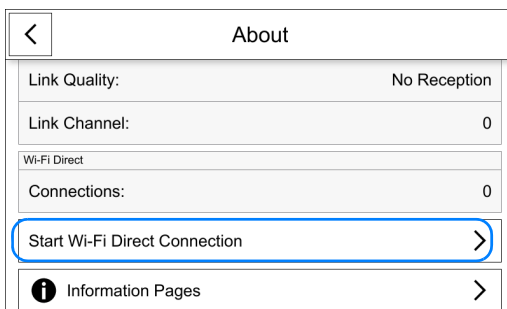 About
Link Quality: No Reception
Link Channel: 0
Wi-Fi Direct
Connections: 0
Start Wi-Fi Direct Connection
Information Pages